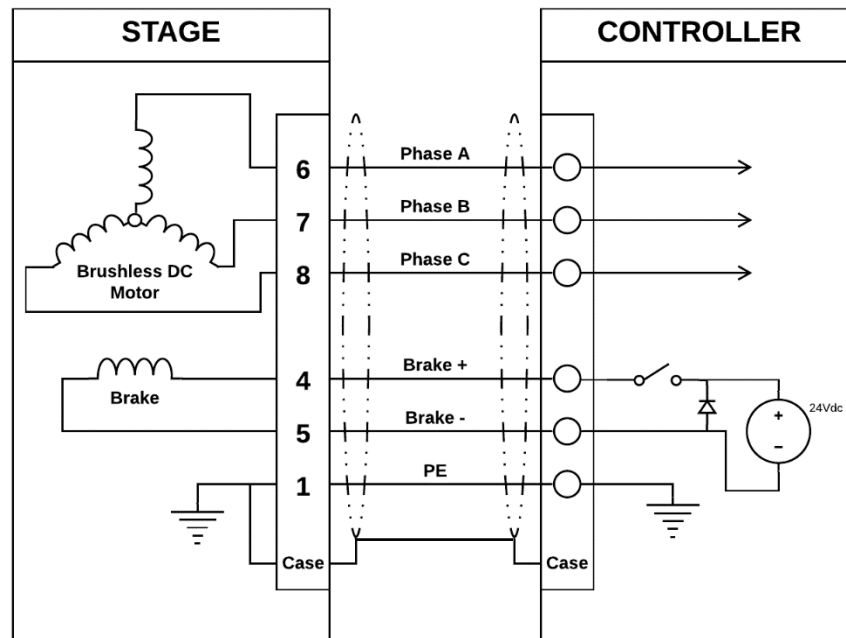 STAGE
CONTROLLER
6
Phase A
7
Phase B
8
Phase C
Brushless DC
Motor
4
Brake +
Brake
24Vdc
+
−
5
Brake -
1
PE
Case
Case